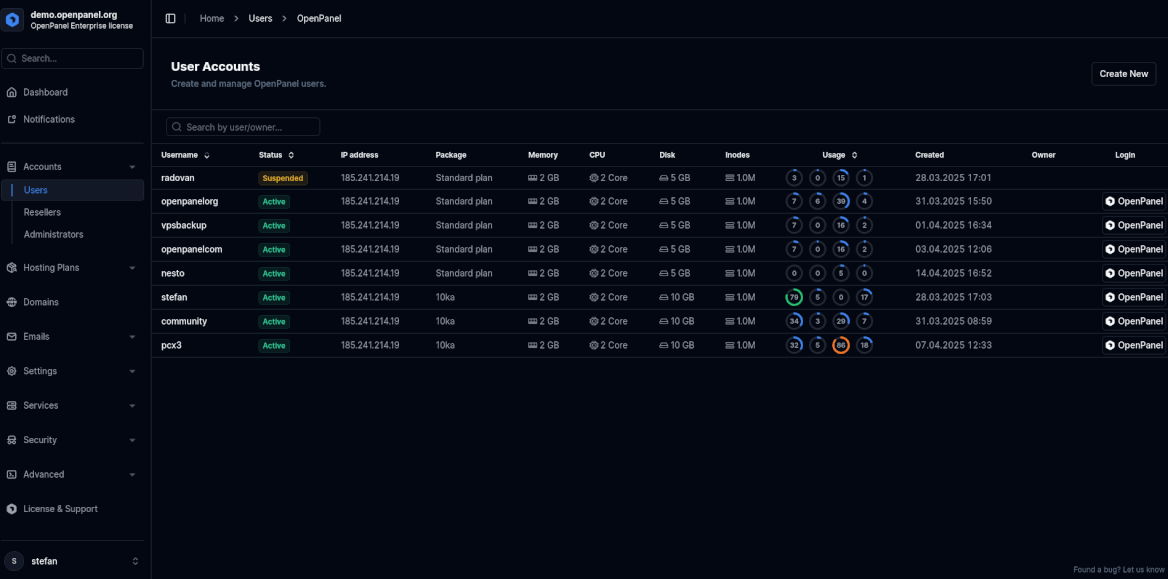 demo.openpanel.org
OpenPanel Enterprise license
Search...
Dashboard
Notifications
Accounts
Users
Resellers
Administrators
Hosting Plans
Domains
Emails
Settings
Services
Security
Advanced
License & Support
S stefan
Home > Users > OpenPanel
User Accounts
Create and manage OpenPanel users.
Create New
Search by user/owner...
Username Status IP address Package Memory CPU Disk Inodes Usage Created Owner Login
radovan Suspended 185.241.214.19 Standard plan 2 GB 2 Core 5 GB 1.0M 3 0 15 1 28.03.2025 17:01
openpanelorg Active 185.241.214.19 Standard plan 2 GB 2 Core 5 GB 1.0M 7 6 39 4 31.03.2025 15:50 OpenPanel
vpsbackup Active 185.241.214.19 Standard plan 2 GB 2 Core 5 GB 1.0M 7 0 16 2 01.04.2025 16:34 OpenPanel
openpanelcom Active 185.241.214.19 Standard plan 2 GB 2 Core 5 GB 1.0M 7 0 16 2 03.04.2025 12:06 OpenPanel
nesto Active 185.241.214.19 Standard plan 2 GB 2 Core 5 GB 1.0M 0 0 5 0 14.04.2025 16:52 OpenPanel
stefan Active 185.241.214.19 10ka 2 GB 2 Core 10 GB 1.0M 79 5 0 17 28.03.2025 17:03 OpenPanel
community Active 185.241.214.19 10ka 2 GB 2 Core 10 GB 1.0M 34 3 29 7 31.03.2025 08:59 OpenPanel
pcx3 Active 185.241.214.19 10ka 2 GB 2 Core 10 GB 1.0M 32 5 86 18 07.04.2025 12:33 OpenPanel
Found a bug? Let us know